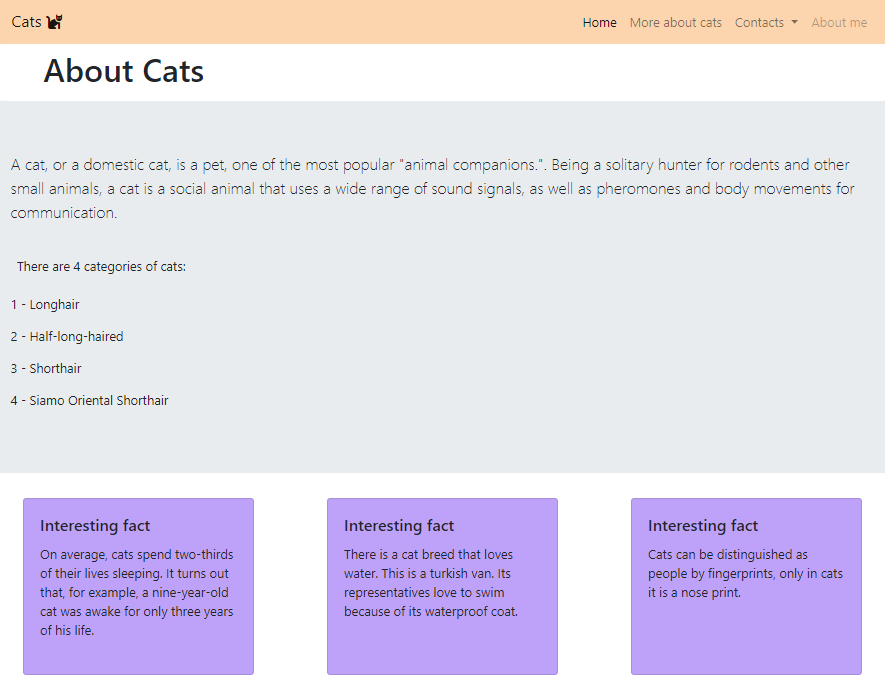 Cats
Home More about cats Contacts About me
About Cats
A cat, or a domestic cat, is a pet, one of the most popular "animal companions.". Being a solitary hunter for rodents and other
small animals, a cat is a social animal that uses a wide range of sound signals, as well as pheromones and body movements for
communication.
There are 4 categories of cats:
1 - Longhair
2 - Half-long-haired
3 - Shorthair
4 - Siamo Oriental Shorthair
Interesting fact
On average, cats spend two-thirds
of their lives sleeping. It turns out
that, for example, a nine-year-old
cat was awake for only three years
of his life.
Interesting fact
There is a cat breed that loves
water. This is a turkish van. Its
representatives love to swim
because of its waterproof coat.
Interesting fact
Cats can be distinguished as
people by fingerprints, only in cats
it is a nose print.